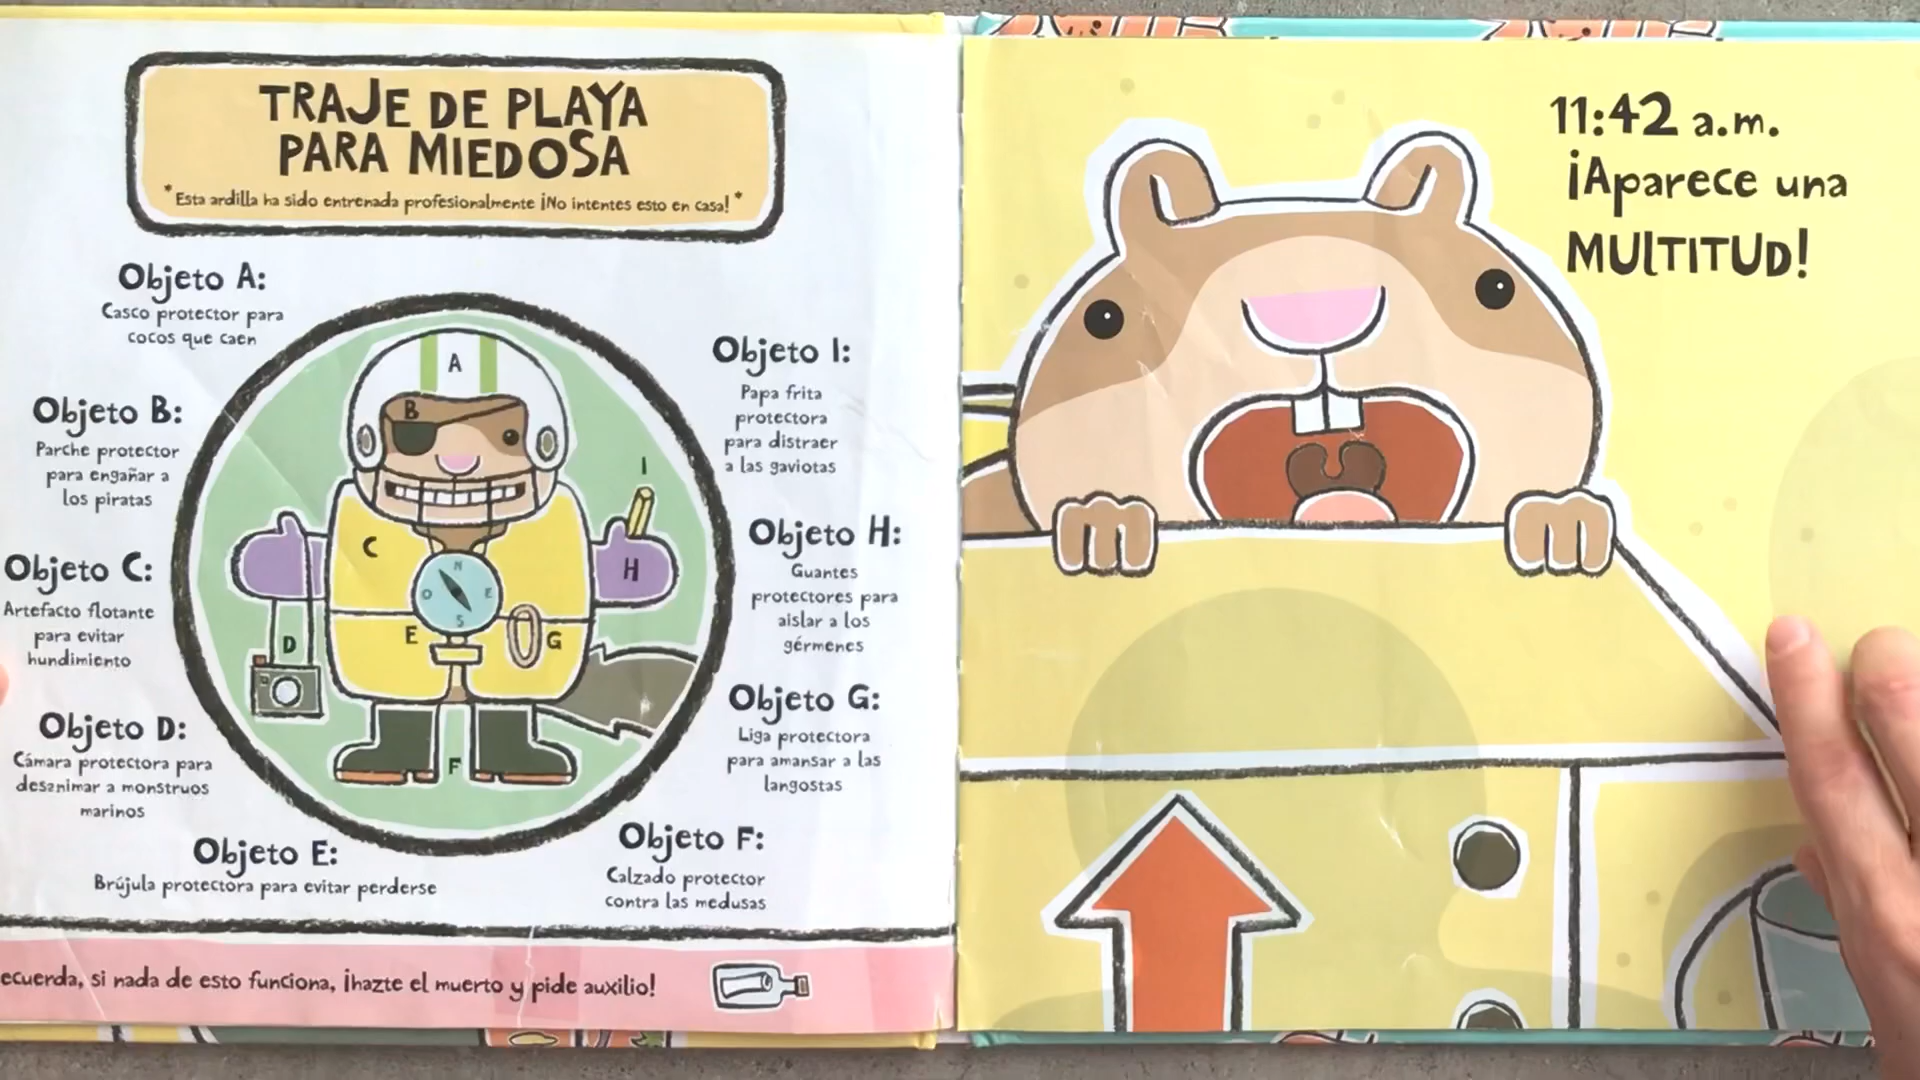 TRAJE DE PLAYA
PARA MIEDOSA
*Esta ardilla ha sido entrenada profesionalmente ¡No intentes esto en casa!*
Objeto A:
Casco protector para
cocos que caen
Objeto B:
Parche protector
para engañar a
los piratas
Objeto C:
Artefacto flotante
para evitar
hundimiento
Objeto D:
Cámara protectora para
desanimar a monstruos
marinos
Objeto E:
Brújula protectora para evitar perderse
Objeto I:
Papa frita
protectora
para distraer
a las gaviotas
Objeto H:
Guantes
protectores para
aislar a los
gérmenes
Objeto G:
Liga protectora
para amansar a las
langostas
Objeto F:
Calzado protector
contra las medusas
A
B
C
I
H
N
O E
S
D
E
G
F
ecuerda, si nada de esto funciona, ¡hazte el muerto y pide auxilio!
11:42 a.m.
¡Aparece una
MULTITUD!